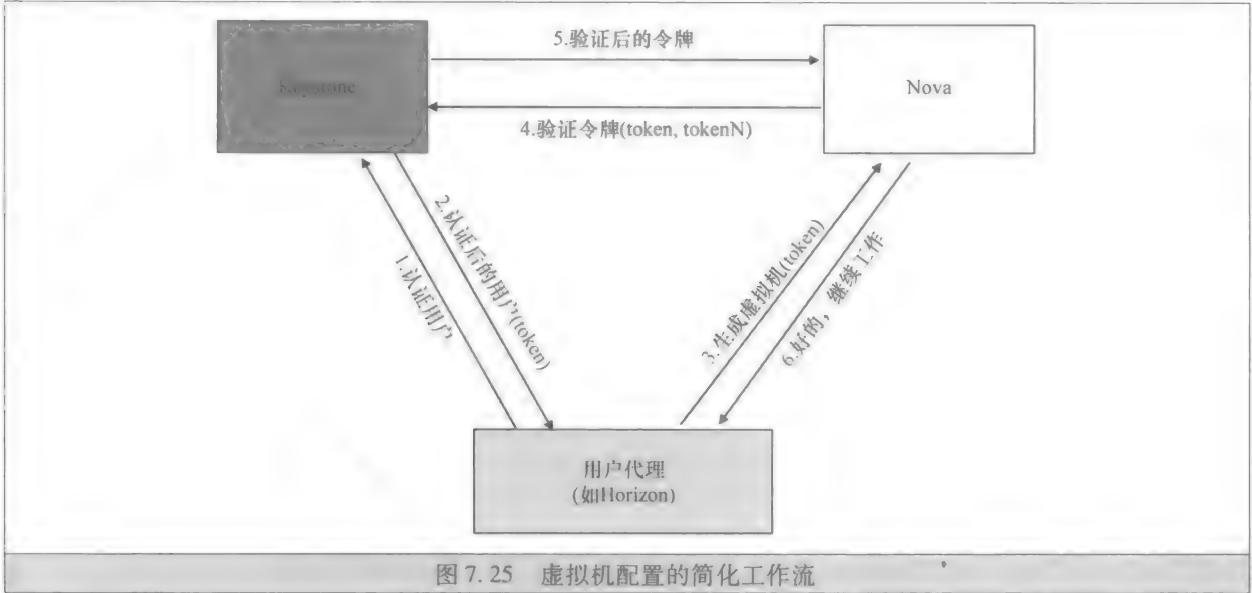 5.验证后的令牌
Keystone
Nova
4.验证令牌(token, tokenN)
2.认证后的用户(token)
1.认证用户
3.生成虚拟机(token)
6.好的，继续工作
用户代理
(如Horizon)
图 7.25 虚拟机配置的简化工作流